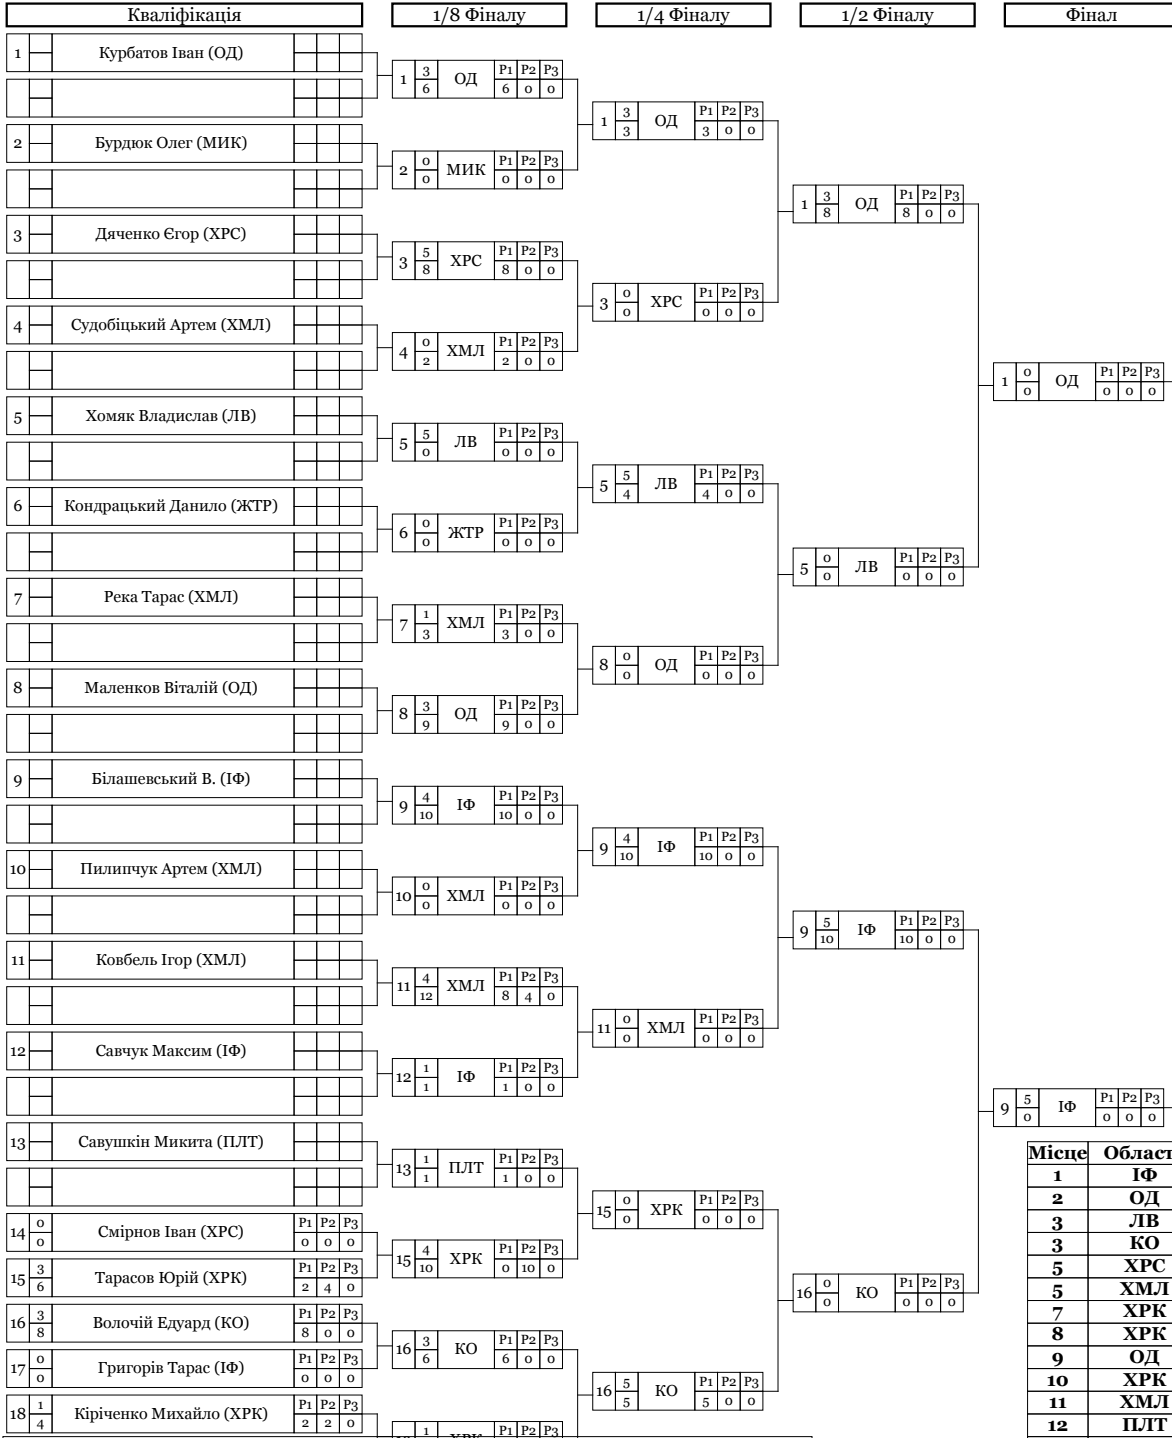 Кваліфікація
1/8 Фіналу
1/4 Фіналу
1/2 Фіналу
Фінал
1 Курбатов Іван (ОД)
2 Бурдюк Олег (МИК)
3 Дяченко Єгор (ХРС)
4 Судобіцький Артем (ХМЛ)
5 Хомяк Владислав (ЛВ)
6 Кондрацький Данило (ЖТР)
7 Река Тарас (ХМЛ)
8 Маленков Віталій (ОД)
9 Білашевський В. (ІФ)
10 Пилипчук Артем (ХМЛ)
11 Ковбель Ігор (ХМЛ)
12 Савчук Максим (ІФ)
13 Савушкін Микита (ПЛТ)
14 0 Смірнов Іван (ХРС) P1 P2 P3
0 0 0 0
15 3 Тарасов Юрій (ХРК) P1 P2 P3
6 2 4 0
16 3 Волочій Едуард (КО) P1 P2 P3
8 8 0 0
17 0 Григорів Тарас (ІФ) P1 P2 P3
0 0 0 0
18 1 Кіріченко Михайло (ХРК) P1 P2 P3
4 2 2 0
1 3 ОД P1 P2 P3
6 6 0 0
2 0 МИК P1 P2 P3
0 0 0 0
3 5 ХРС P1 P2 P3
8 8 0 0
4 0 ХМЛ P1 P2 P3
2 2 0 0
5 5 ЛВ P1 P2 P3
0 0 0 0
6 0 ЖТР P1 P2 P3
0 0 0 0
7 1 ХМЛ P1 P2 P3
3 3 0 0
8 3 ОД P1 P2 P3
9 9 0 0
9 4 ІФ P1 P2 P3
10 10 0 0
10 0 ХМЛ P1 P2 P3
0 0 0 0
11 4 ХМЛ P1 P2 P3
12 8 4 0
12 1 ІФ P1 P2 P3
1 1 0 0
13 1 ПЛТ P1 P2 P3
1 1 0 0
15 4 ХРК P1 P2 P3
10 0 10 0
16 3 КО P1 P2 P3
6 6 0 0
1 ХРК P1 P2 P3
1 3 ОД P1 P2 P3
3 3 0 0
3 0 ХРС P1 P2 P3
0 0 0 0
5 5 ЛВ P1 P2 P3
4 4 0 0
8 0 ОД P1 P2 P3
0 0 0 0
9 4 ІФ P1 P2 P3
10 10 0 0
11 0 ХМЛ P1 P2 P3
0 0 0 0
15 0 ХРК P1 P2 P3
0 0 0 0
16 5 КО P1 P2 P3
5 5 0 0
1 3 ОД P1 P2 P3
8 8 0 0
5 0 ЛВ P1 P2 P3
0 0 0 0
9 5 ІФ P1 P2 P3
10 10 0 0
16 0 КО P1 P2 P3
0 0 0 0
1 0 ОД P1 P2 P3
0 0 0 0
9 5 ІФ P1 P2 P3
0 0 0 0
Місце Област
1 ІФ
2 ОД
3 ЛВ
3 КО
5 ХРС
5 ХМЛ
7 ХРК
8 ХРК
9 ОД
10 ХРК
11 ХМЛ
12 ПЛТ